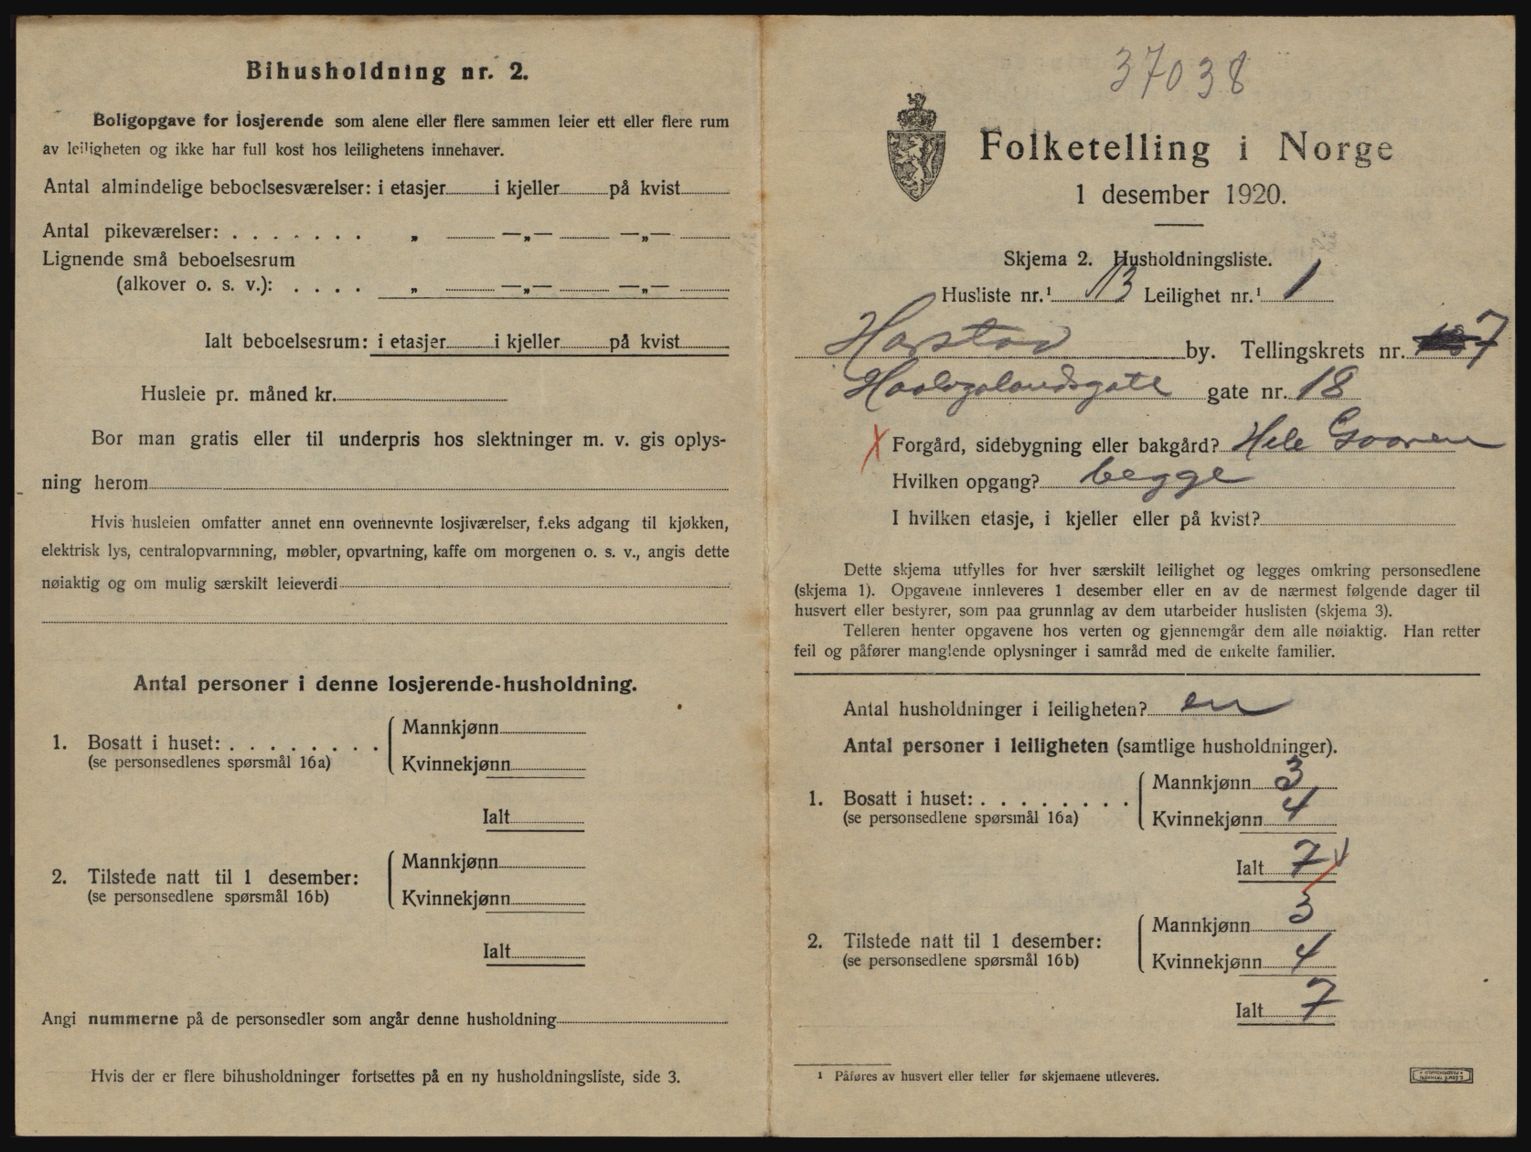 Bihusholdning nr. 2.
Boligopgave for losjerende som alene eller flere sammen leier ett eller flere rum
av leiligheten og ikke har full kost hos leilighetens innehaver.
Antal almindelige beboelsesværelser: i etasjer i kjeller på kvist
Antal pikeværelser: . . . . . . . „ —„— —„—
Lignende små beboelsesrum
(alkover o. s. v.): . . . . „ —„— —„—
Ialt beboelsesrum: i etasjer i kjeller på kvist
Husleie pr. måned kr.
Bor man gratis eller til underpris hos slektninger m. v. gis oplys-
ning herom
Hvis husleien omfatter annet enn ovennevnte losjiværelser, f.eks adgang til kjøkken,
elektrisk lys, centralopvarmning, møbler, opvartning, kaffe om morgenen o. s. v., angis dette
nøiaktig og om mulig særskilt leieverdi
Antal personer i denne losjerende-husholdning.
1. Bosatt i huset: . . . . . . . .
(se personsedlenes spørsmål 16a)
Mannkjønn
Kvinnekjønn
Ialt
2. Tilstede natt til 1 desember:
(se personsedlene spørsmål 16b)
Mannkjønn
Kvinnekjønn
Ialt
Angi nummerne på de personsedler som angår denne husholdning
Hvis der er flere bihusholdninger fortsettes på en ny husholdningsliste, side 3.
37038
Folketelling i Norge
1 desember 1920.
Skjema 2. Husholdningsliste.
Husliste nr.¹ 13 Leilighet nr.¹ 1
Harstad by. Tellingskrets nr. 7
Haalogalandsgate gate nr. 18
X Forgård, sidebygning eller bakgård? Hele Gaarden
Hvilken opgang? begge
I hvilken etasje, i kjeller eller på kvist?
Dette skjema utfylles for hver særskilt leilighet og legges omkring personsedlene
(skjema 1). Opgavene innleveres 1 desember eller en av de nærmest følgende dager til
husvert eller bestyrer, som paa grunnlag av dem utarbeider huslisten (skjema 3).
Telleren henter opgavene hos verten og gjennemgår dem alle nøiaktig. Han retter
feil og påfører manglende oplysninger i samråd med de enkelte familier.
Antal husholdninger i leiligheten? en
Antal personer i leiligheten (samtlige husholdninger).
1. Bosatt i huset: . . . . . . . .
(se personsedlene spørsmål 16a)
Mannkjønn 3
Kvinnekjønn 4
Ialt 7
2. Tilstede natt til 1 desember:
(se personsedlene spørsmål 16b)
Mannkjønn 3
Kvinnekjønn 4
Ialt 7
¹ Påføres av husvert eller teller før skjemaene utleveres.